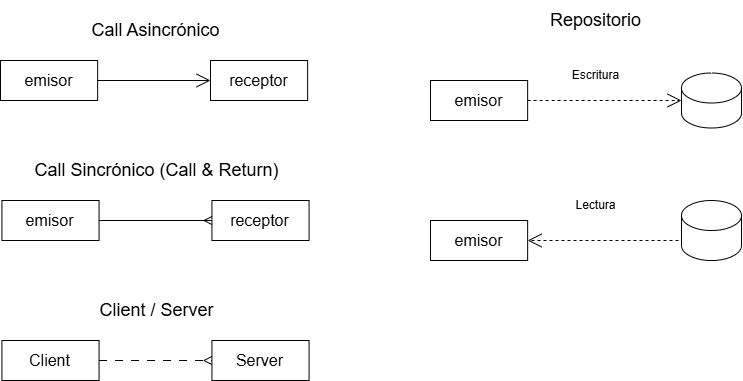 Call Asincrónico
emisor
receptor
Call Sincrónico (Call & Return)
emisor
receptor
Client / Server
Client
Server
Repositorio
Escritura
emisor
Lectura
emisor